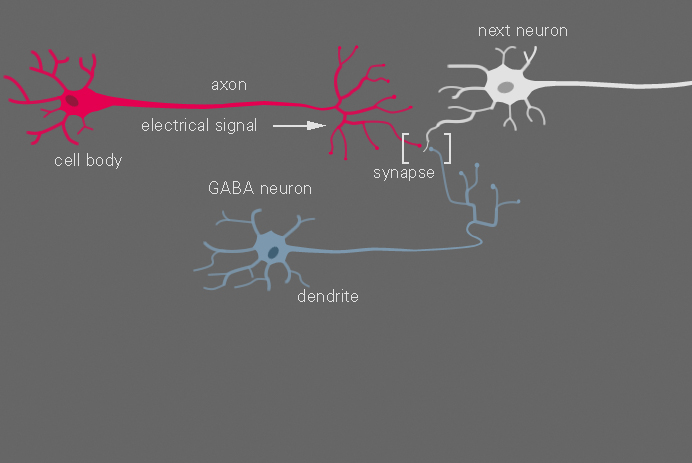 next neuron
axon
electrical signal
cell body
synapse
GABA neuron
dendrite